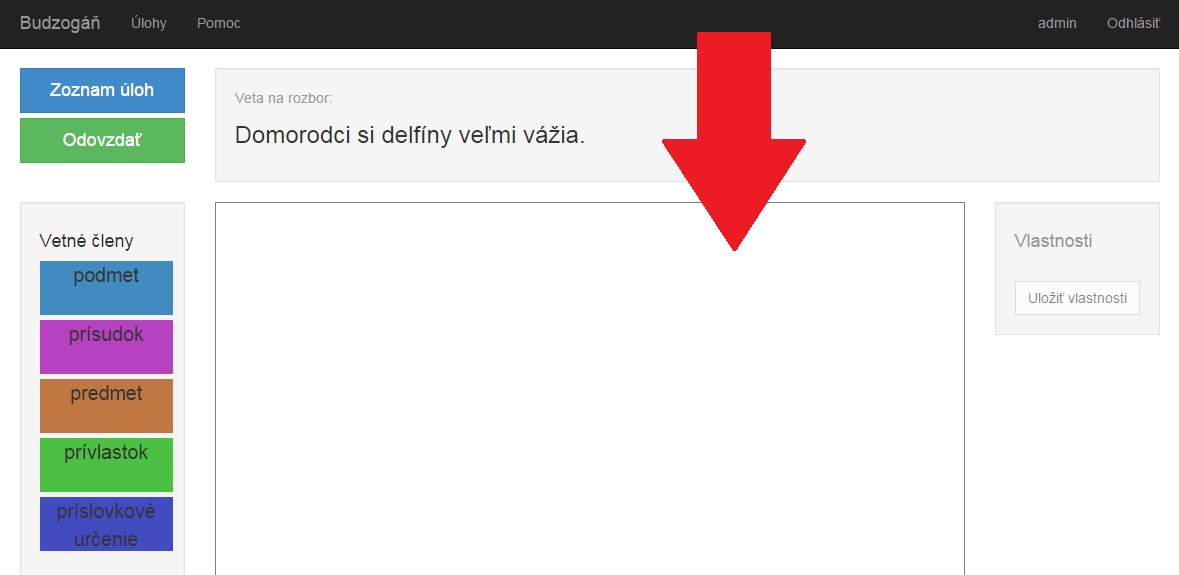 Budzogáň Úlohy Pomoc admin Odhlásiť
Zoznam úloh
Odovzdať
Veta na rozbor:
Domorodci si delfíny veľmi vážia.
Vetné členy
podmet
prísudok
predmet
prívlastok
príslovkové
určenie
Vlastnosti
Uložiť vlastnosti